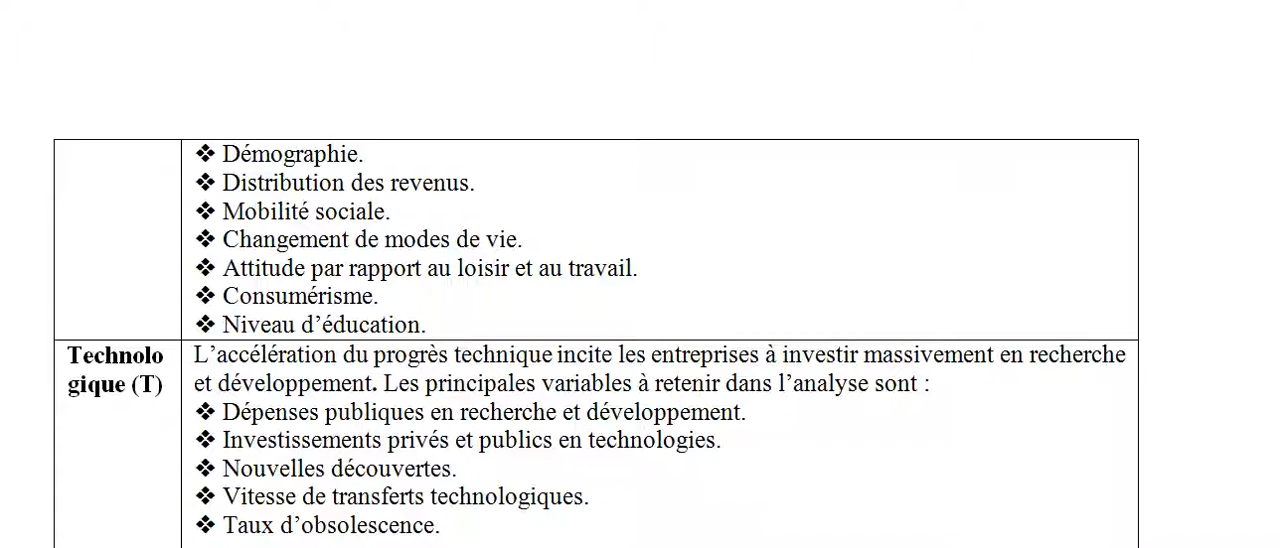 ❖ Démographie.
❖ Distribution des revenus.
❖ Mobilité sociale.
❖ Changement de modes de vie.
❖ Attitude par rapport au loisir et au travail.
❖ Consumérisme.
❖ Niveau d’éducation.
Technolo
gique (T)
L’accélération du progrès technique incite les entreprises à investir massivement en recherche
et développement. Les principales variables à retenir dans l’analyse sont :
❖ Dépenses publiques en recherche et développement.
❖ Investissements privés et publics en technologies.
❖ Nouvelles découvertes.
❖ Vitesse de transferts technologiques.
❖ Taux d’obsolescence.